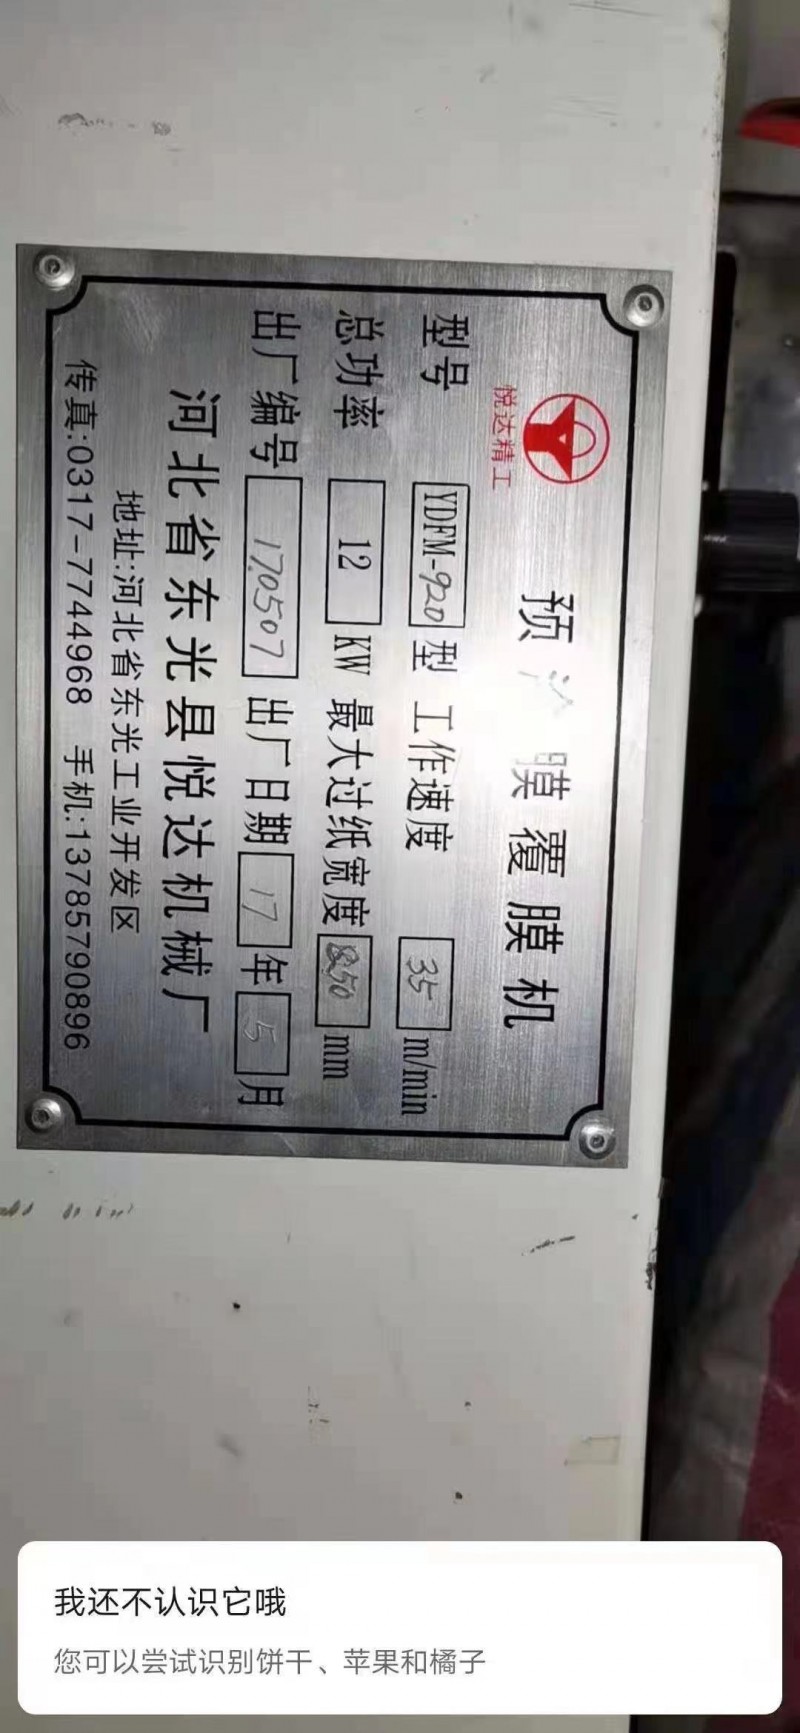 悦达精工
预 膜覆膜机
型号 YDFM-920 型 工作速度 35 m/min
总功率 12 KW 最大过纸宽度 850 mm
出厂编号 170507 出厂日期 17 年 5 月
河北省东光县悦达机械厂
地址:河北省东光工业开发区
传真:0317-7744968 手机:13785790896
我还不认识它哦
您可以尝试识别饼干、苹果和橘子